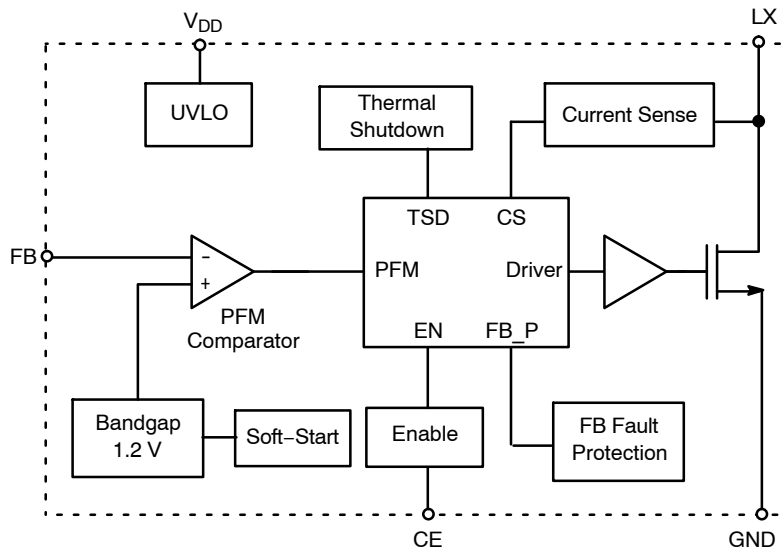 V_DD
LX
UVLO
Thermal
Shutdown
Current Sense
TSD
CS
FB
−
+
PFM
Driver
PFM
Comparator
EN
FB_P
Bandgap
1.2 V
Soft−Start
Enable
FB Fault
Protection
CE
GND